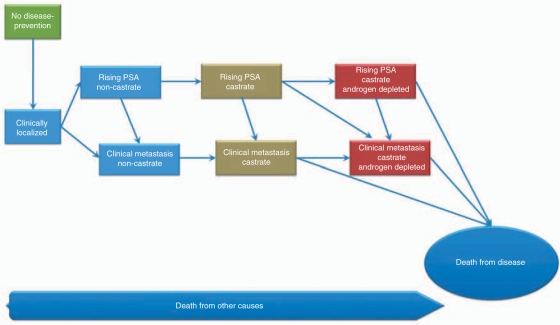 No disease-
prevention
Clinically
localized
Rising PSA
non-castrate
Clinical metastasis
non-castrate
Rising PSA
castrate
Clinical metastasis
castrate
Rising PSA
castrate
androgen depleted
Clinical metastasis
castrate
androgen depleted
Death from disease
Death from other causes